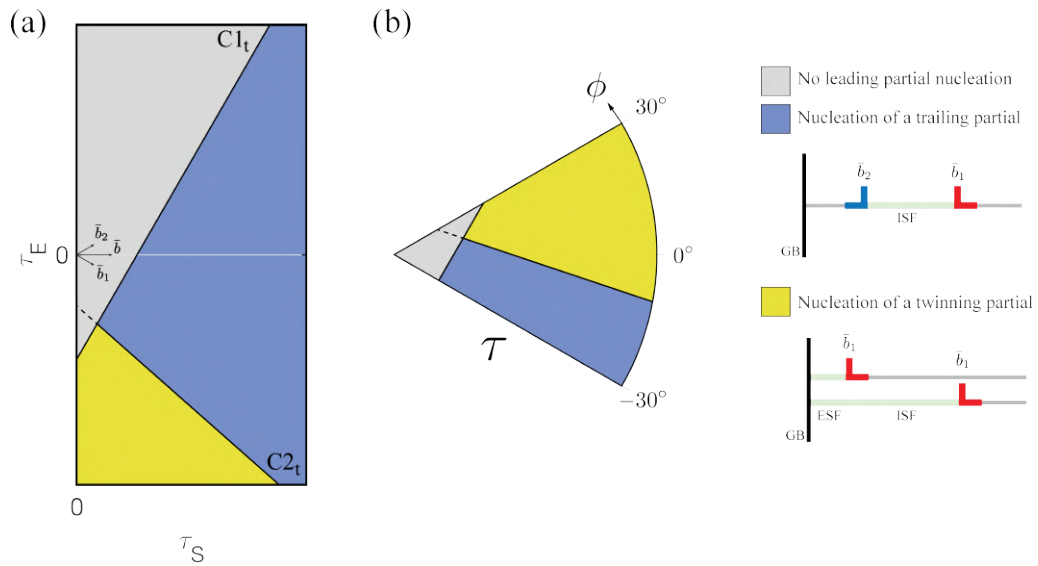 (a)
C1t
τE
0
b̄2
b̄
b̄1
C2t
0
τS
(b)
ϕ
30°
0°
−30°
τ
No leading partial nucleation
Nucleation of a trailing partial
b̄2
b̄1
ISF
GB
Nucleation of a twinning partial
b̄1
b̄1
ESF
ISF
GB